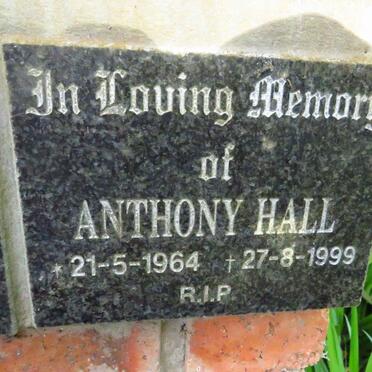 In Loving Memory
of
ANTHONY HALL
* 21-5-1964 † 27-8-1999
R.I.P